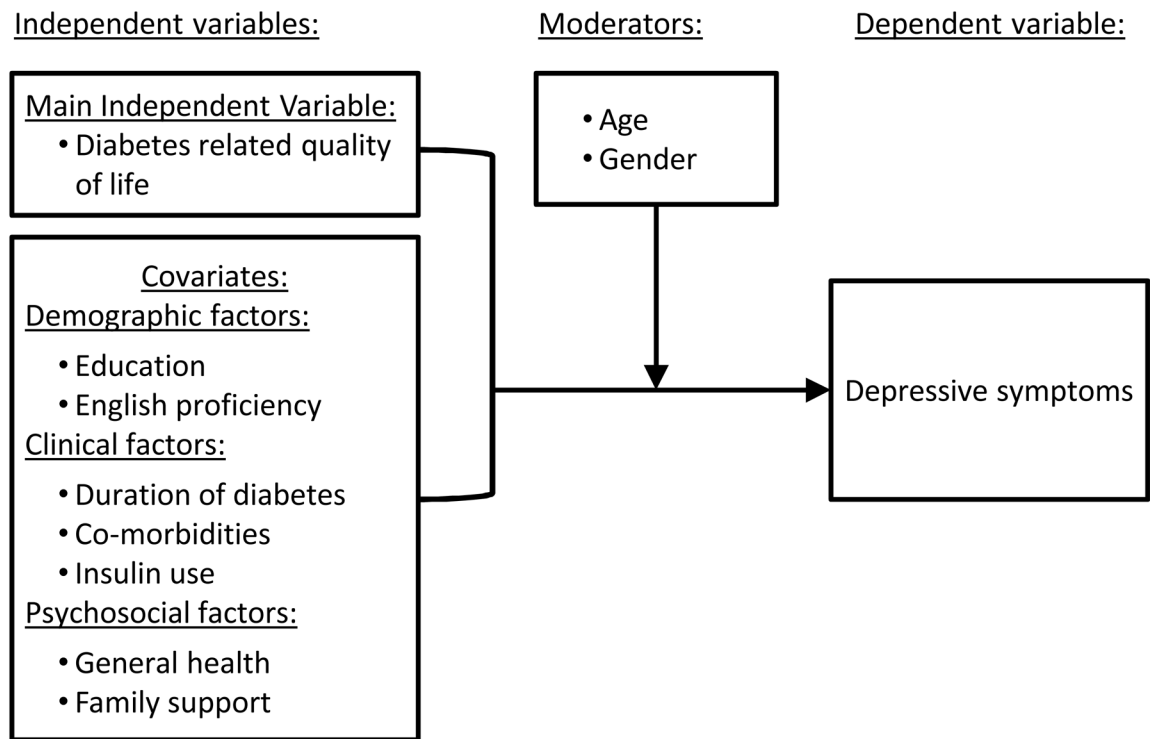 Independent variables:
Main Independent Variable:
• Diabetes related quality
of life
Covariates:
Demographic factors:
• Education
• English proficiency
Clinical factors:
• Duration of diabetes
• Co-morbidities
• Insulin use
Psychosocial factors:
• General health
• Family support
Moderators:
• Age
• Gender
Dependent variable:
Depressive symptoms